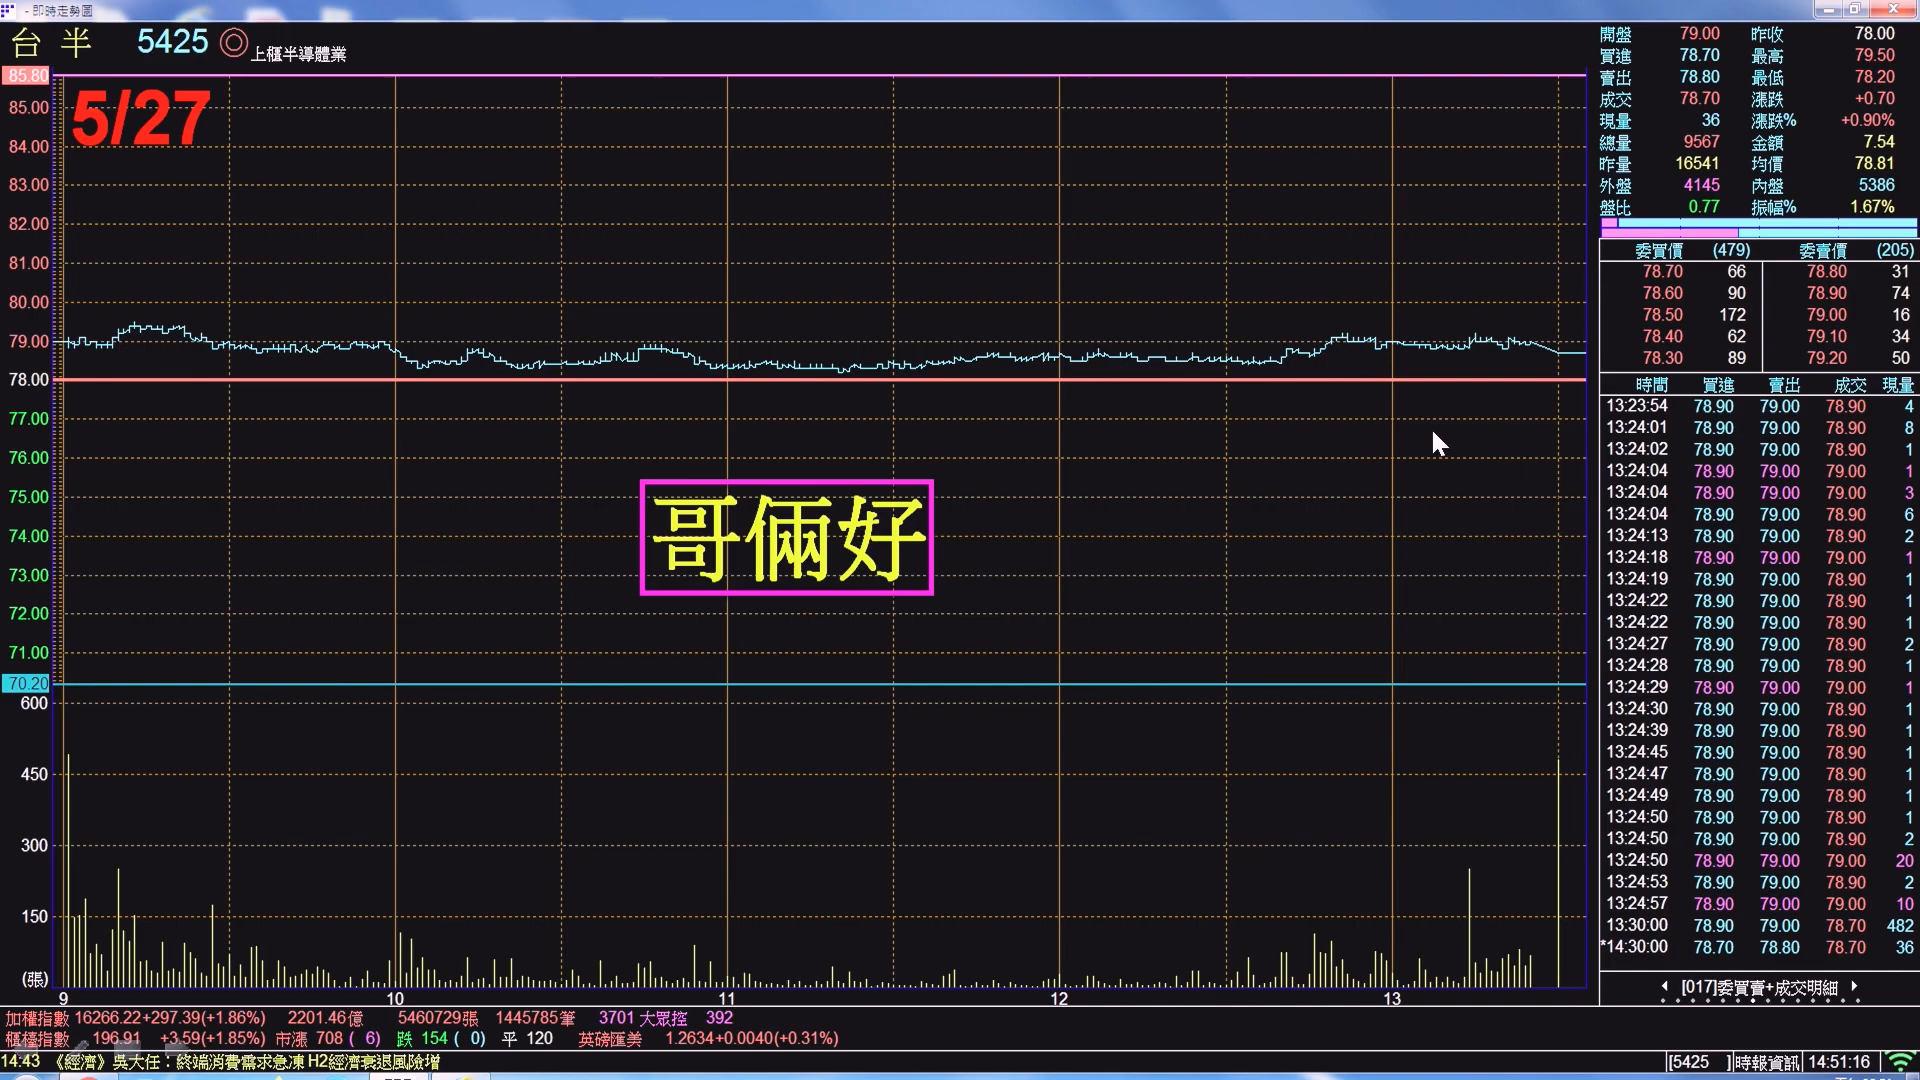 - 即時走勢圖
台半 5425 ◎ 上櫃半導體業
5/27
85.80
85.00
84.00
83.00
82.00
81.00
80.00
79.00
78.00
77.00
76.00
75.00
74.00
73.00
72.00
71.00
70.20
600
450
300
150
(張)
9 10 11 12 13
哥倆好
開盤 79.00 昨收 78.00
買進 78.70 最高 79.50
賣出 78.80 最低 78.20
成交 78.70 漲跌 +0.70
現量 36 漲跌% +0.90%
總量 9567 金額 7.54
昨量 16541 均價 78.81
外盤 4145 內盤 5386
盤比 0.77 振幅% 1.67%
委買價 (479) 委賣價 (205)
78.70 66 78.80 31
78.60 90 78.90 74
78.50 172 79.00 16
78.40 62 79.10 34
78.30 89 79.20 50
時間 買進 賣出 成交 現量
13:23:54 78.90 79.00 78.90 4
13:24:01 78.90 79.00 78.90 8
13:24:02 78.90 79.00 78.90 1
13:24:04 78.90 79.00 79.00 1
13:24:04 78.90 79.00 79.00 3
13:24:04 78.90 79.00 78.90 6
13:24:13 78.90 79.00 78.90 2
13:24:18 78.90 79.00 79.00 1
13:24:19 78.90 79.00 78.90 1
13:24:22 78.90 79.00 78.90 1
13:24:22 78.90 79.00 78.90 1
13:24:27 78.90 79.00 78.90 2
13:24:28 78.90 79.00 78.90 1
13:24:29 78.90 79.00 79.00 1
13:24:30 78.90 79.00 78.90 1
13:24:39 78.90 79.00 78.90 1
13:24:45 78.90 79.00 78.90 1
13:24:47 78.90 79.00 78.90 1
13:24:49 78.90 79.00 78.90 1
13:24:50 78.90 79.00 78.90 1
13:24:50 78.90 79.00 78.90 2
13:24:50 78.90 79.00 79.00 20
13:24:53 78.90 79.00 78.90 2
13:24:57 78.90 79.00 79.00 10
13:30:00 78.90 79.00 78.70 482
*14:30:00 78.70 78.80 78.70 36
[017]委買賣+成交明細
加權指數 16266.22+297.39(+1.86%) 2201.46億 5460729張 1445785筆 3701 大眾控 392
櫃檯指數 196.91 +3.59(+1.85%) 市漲 708 ( 6) 跌 154 ( 0) 平 120 英磅匯美 1.2634+0.0040(+0.31%)
14:43 《經濟》吳大任：終端消費需求急凍 H2經濟衰退風險增
[5425 ]時報資訊 14:51:16